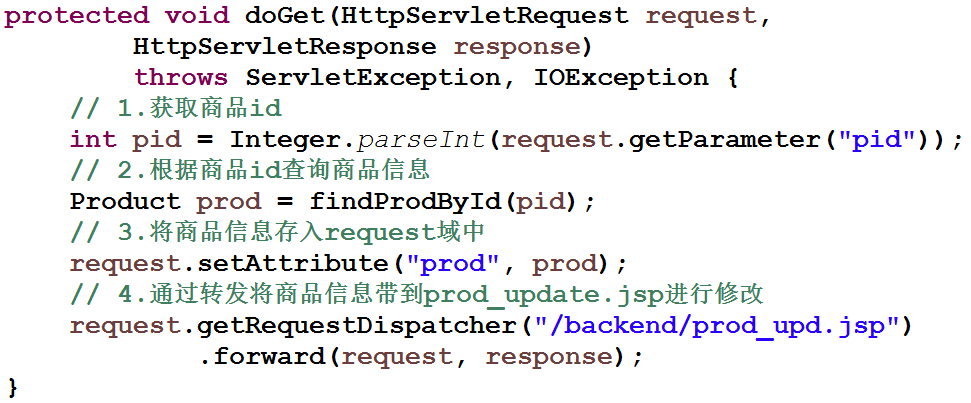 protected void doGet(HttpServletRequest request,
        HttpServletResponse response)
        throws ServletException, IOException {
    // 1.获取商品id
    int pid = Integer.parseInt(request.getParameter("pid"));
    // 2.根据商品id查询商品信息
    Product prod = findProdById(pid);
    // 3.将商品信息存入request域中
    request.setAttribute("prod", prod);
    // 4.通过转发将商品信息带到prod_update.jsp进行修改
    request.getRequestDispatcher("/backend/prod_upd.jsp")
            .forward(request, response);
}